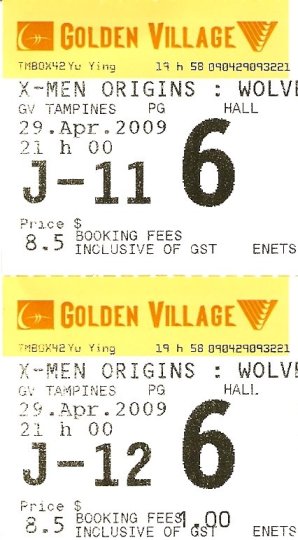 GOLDEN VILLAGE
TMBOX42Yu Ying 19 h 58 090429093221
X-MEN ORIGINS : WOLVE
GV TAMPINES PG HALL
29.Apr.2009
21 h 00
J-11 6
Price $
8.5 BOOKING FEES
INCLUSIVE OF GST ENETS
GOLDEN VILLAGE
TMBOX42Yu Ying 19 h 58 090429093221
X-MEN ORIGINS : WOLVE
GV TAMPINES PG HALL
29.Apr.2009
21 h 00
J-12 6
Price $
8.5 BOOKING FEES1.00
INCLUSIVE OF GST ENETS